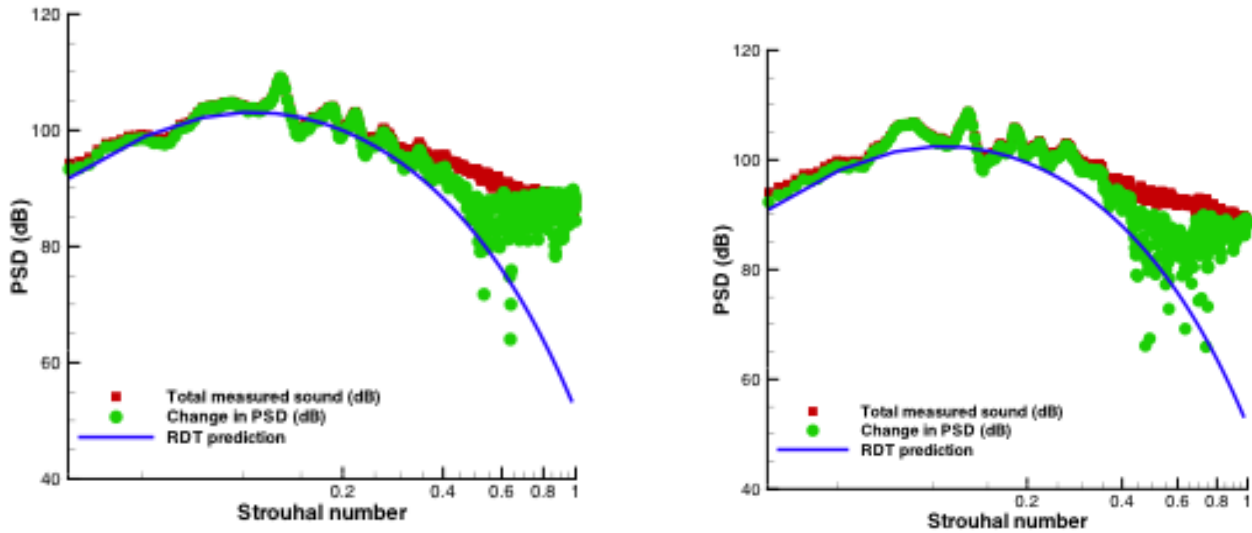 120
100
80
60
40
PSD (dB)
Total measured sound (dB)
Change in PSD (dB)
RDT prediction
0.2 0.4 0.6 0.8 1
Strouhal number
120
100
80
60
40
PSD (dB)
Total measured sound (dB)
Change in PSD (dB)
RDT prediction
0.2 0.4 0.6 0.8 1
Strouhal number